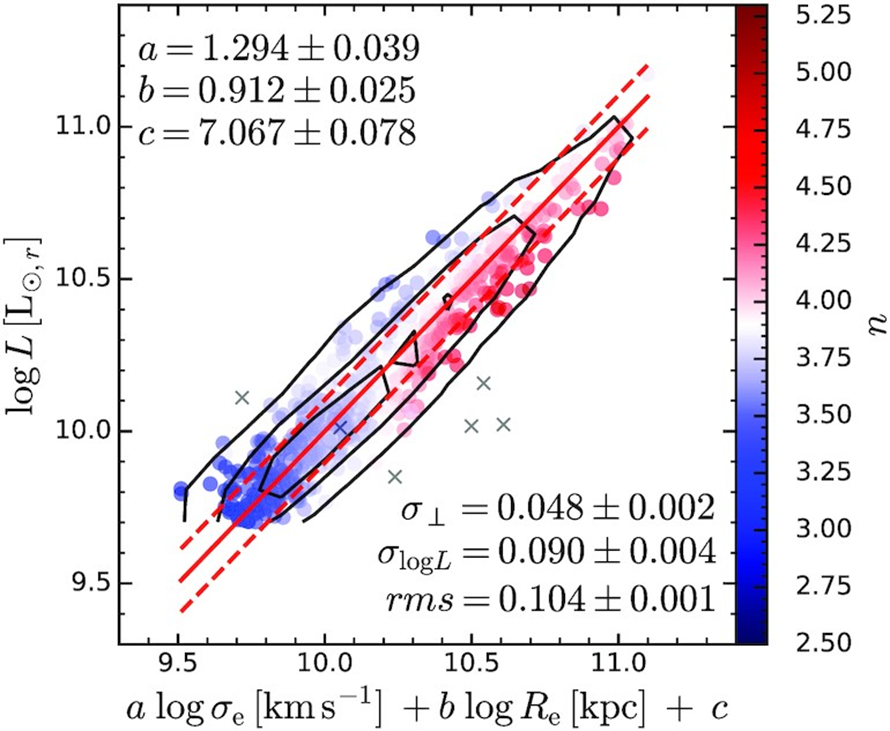 a = 1.294 ± 0.039
b = 0.912 ± 0.025
c = 7.067 ± 0.078
σ⊥ = 0.048 ± 0.002
σlogL = 0.090 ± 0.004
rms = 0.104 ± 0.001
log L [L⊙,r]
11.0
10.5
10.0
9.5
9.5 10.0 10.5 11.0
a log σe [km s−1] + b log Re [kpc] + c
5.25
5.00
4.75
4.50
4.25
4.00
3.75
3.50
3.25
3.00
2.75
2.50
n